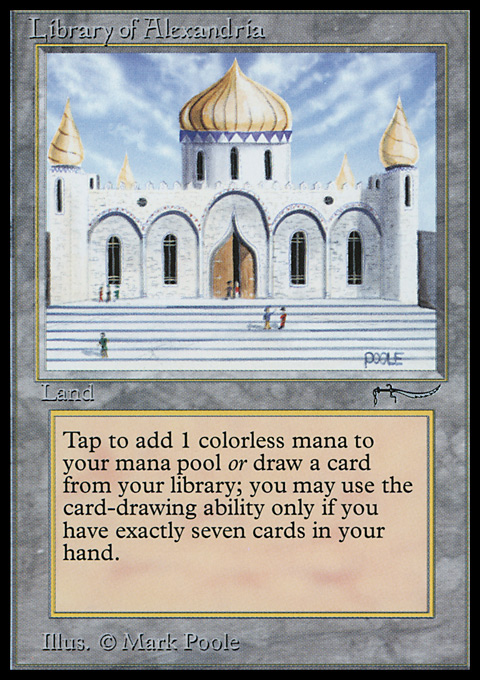 Library of Alexandria
POOLE
Land
Tap to add 1 colorless mana to
your mana pool or draw a card
from your library; you may use the
card-drawing ability only if you
have exactly seven cards in your
hand.
Illus. © Mark Poole